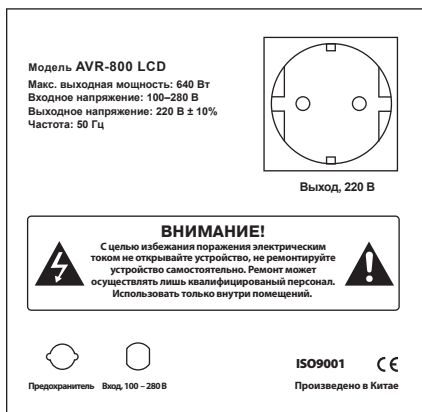 Модель AVR-800 LCD
Макс. выходная мощность: 640 Вт
Входное напряжение: 100–280 В
Выходное напряжение: 220 В ± 10%
Частота: 50 Гц
Выход, 220 В
ВНИМАНИЕ!
С целью избежания поражения электрическим
током не открывайте устройство, не ремонтируйте
устройство самостоятельно. Ремонт может
осуществлять лишь квалифицированый персонал.
Использовать только внутри помещений.
Предохранитель
Вход, 100 – 280 В
ISO9001 CE
Произведено в Китае